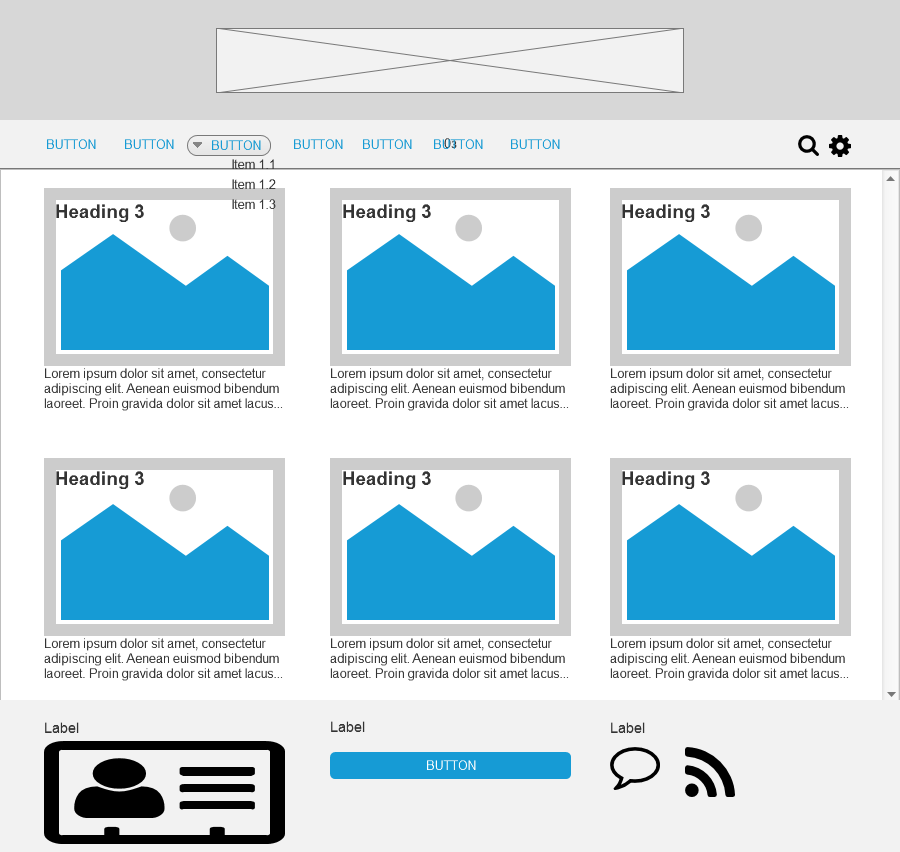 BUTTON BUTTON BUTTON BUTTON BUTTON BUTTON BUTTON
Item 1.1
Item 1.2
Item 1.3
Heading 3 Heading 3 Heading 3
Lorem ipsum dolor sit amet, consectetur
adipiscing elit. Aenean euismod bibendum
laoreet. Proin gravida dolor sit amet lacus...
Lorem ipsum dolor sit amet, consectetur
adipiscing elit. Aenean euismod bibendum
laoreet. Proin gravida dolor sit amet lacus...
Lorem ipsum dolor sit amet, consectetur
adipiscing elit. Aenean euismod bibendum
laoreet. Proin gravida dolor sit amet lacus...
Heading 3 Heading 3 Heading 3
Lorem ipsum dolor sit amet, consectetur
adipiscing elit. Aenean euismod bibendum
laoreet. Proin gravida dolor sit amet lacus...
Lorem ipsum dolor sit amet, consectetur
adipiscing elit. Aenean euismod bibendum
laoreet. Proin gravida dolor sit amet lacus...
Lorem ipsum dolor sit amet, consectetur
adipiscing elit. Aenean euismod bibendum
laoreet. Proin gravida dolor sit amet lacus...
Label
Label
BUTTON
Label